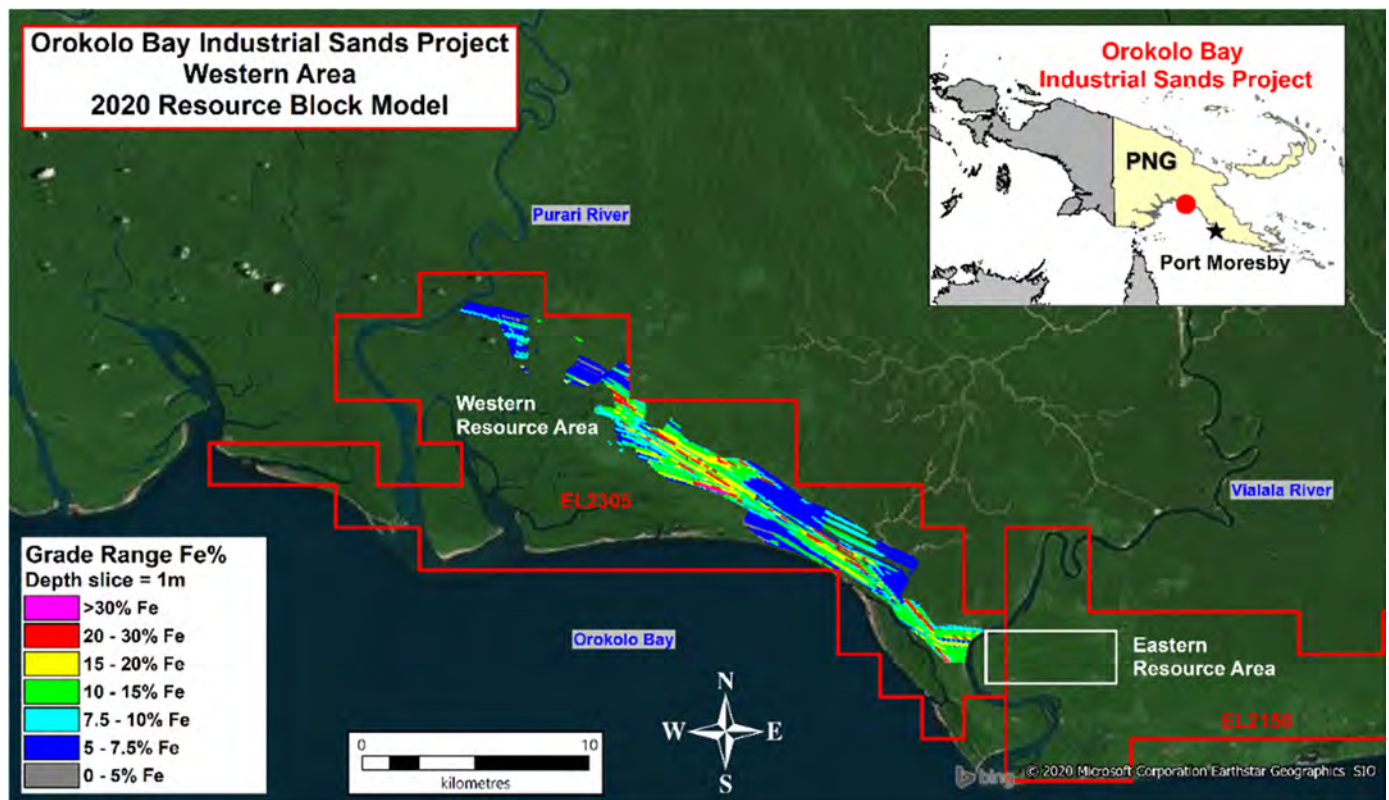 Orokolo Bay Industrial Sands Project
Western Area
2020 Resource Block Model
Orokolo Bay
Industrial Sands Project
PNG
Port Moresby
Purari River
Western
Resource Area
EL2305
Vialala River
Grade Range Fe%
Depth slice = 1m
>30% Fe
20 - 30% Fe
15 - 20% Fe
10 - 15% Fe
7.5 - 10% Fe
5 - 7.5% Fe
0 - 5% Fe
Orokolo Bay
Eastern
Resource Area
EL2150
N
W E
S
0 10
kilometres
bing © 2020 Microsoft Corporation Earthstar Geographics SIO